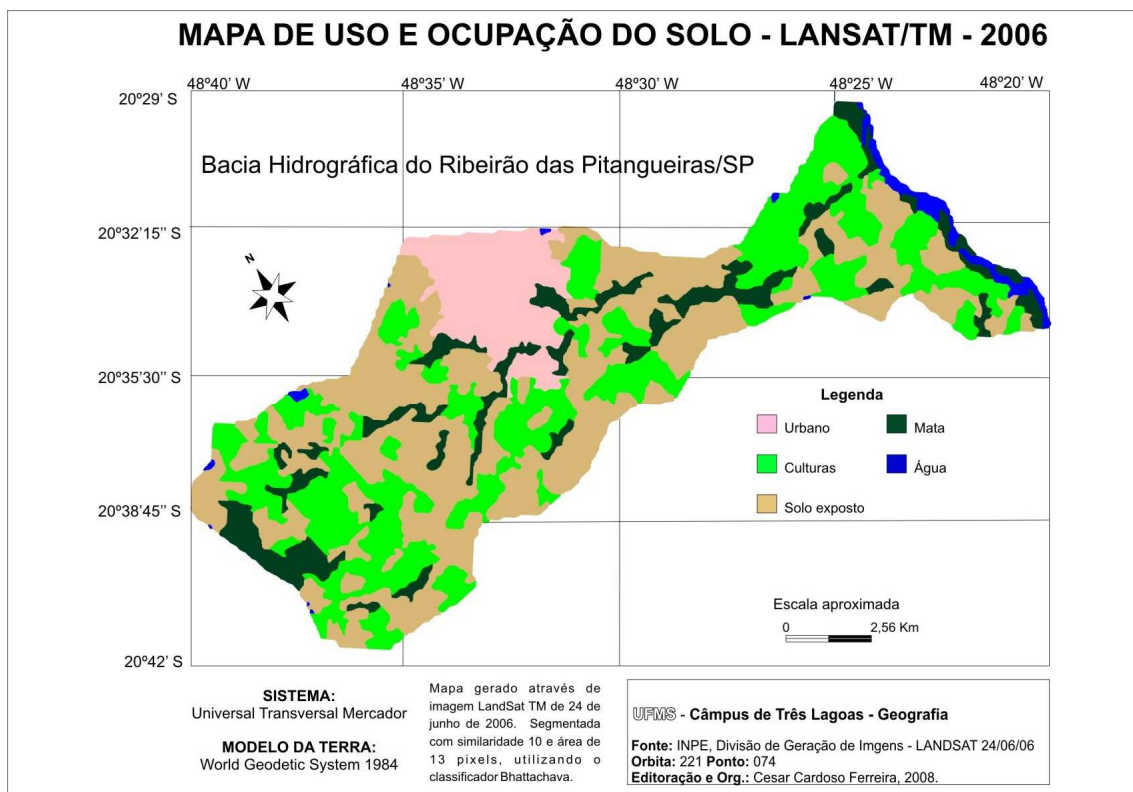 MAPA DE USO E OCUPAÇÃO DO SOLO - LANSAT/TM - 2006
48º40' W 48º35' W 48º30' W 48º25' W 48º20' W
20º29' S
Bacia Hidrográfica do Ribeirão das Pitangueiras/SP
20º32'15'' S
N
20º35'30'' S
Legenda
Urbano
Mata
Culturas
Água
Solo exposto
20º38'45'' S
Escala aproximada
0 2,56 Km
20º42' S
SISTEMA:
Universal Transversal Mercador
MODELO DA TERRA:
World Geodetic System 1984
Mapa gerado através de
imagem LandSat TM de 24 de
junho de 2006. Segmentada
com similaridade 10 e área de
13 pixels, utilizando o
classificador Bhattachava.
UFMS - Câmpus de Três Lagoas - Geografia
Fonte: INPE, Divisão de Geração de Imgens - LANDSAT 24/06/06
Orbita: 221 Ponto: 074
Editoração e Org.: Cesar Cardoso Ferreira, 2008.